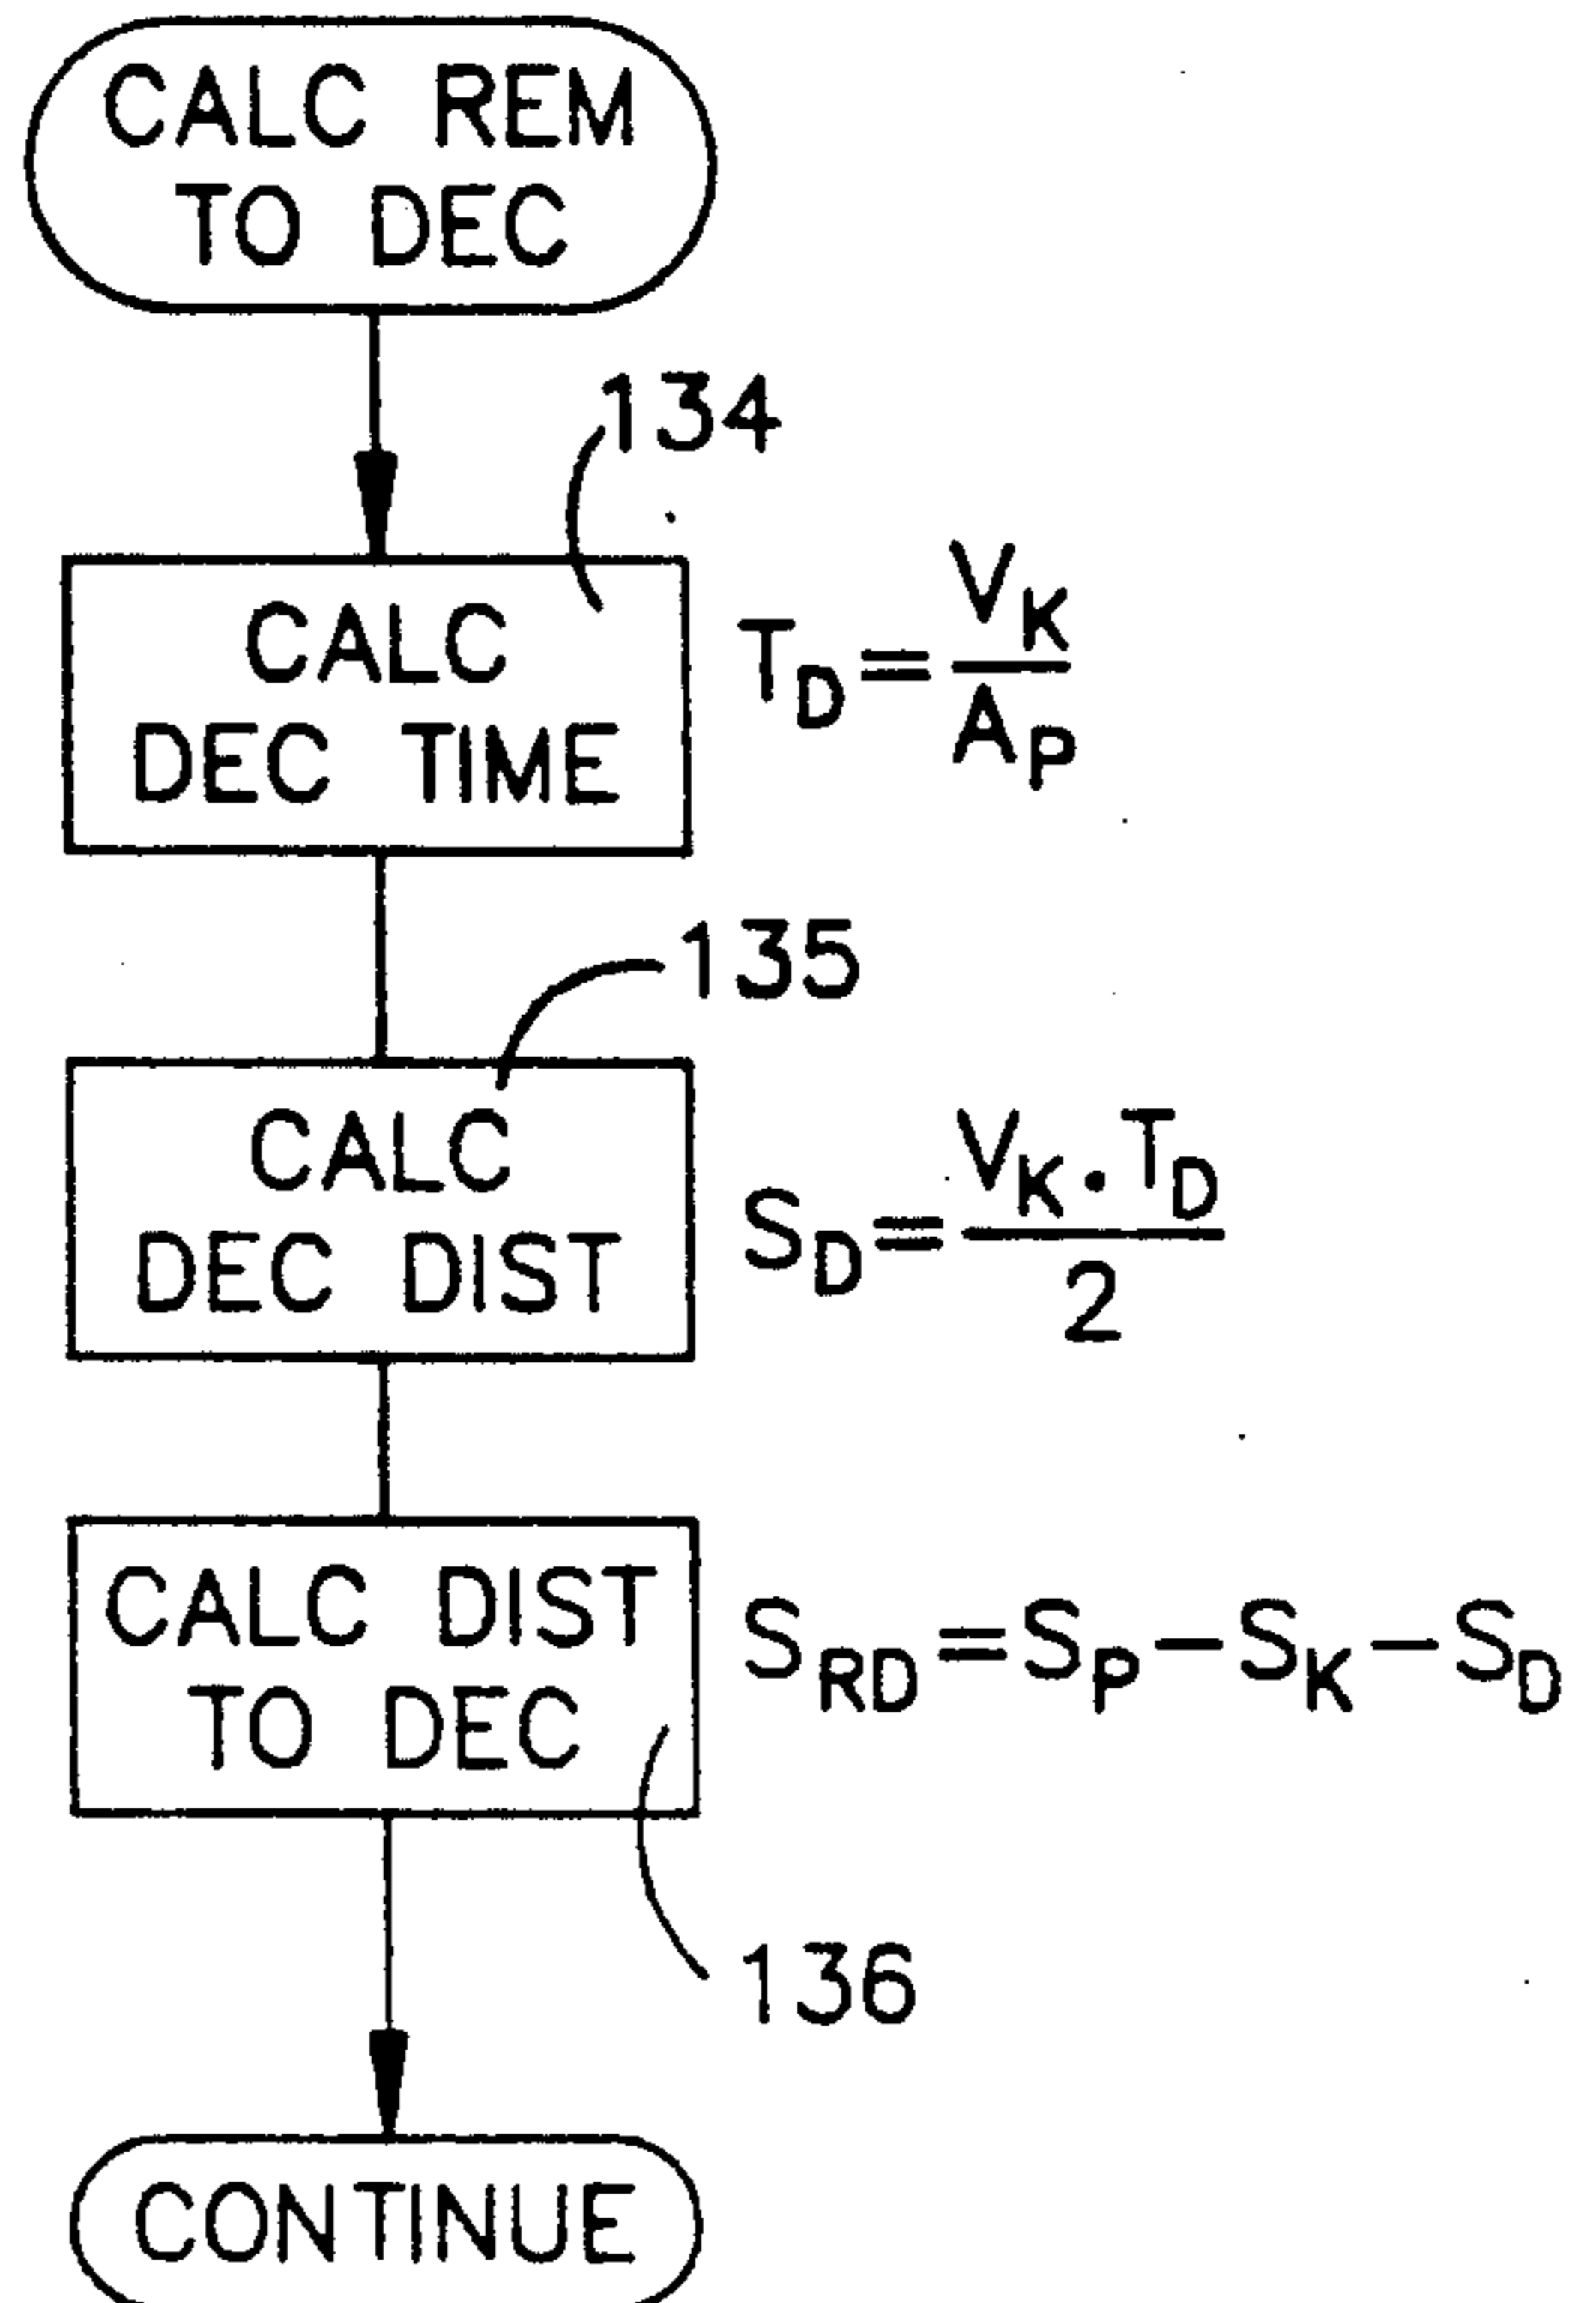 CALC REM
TO DEC
134
CALC
DEC TIME
T_D = V_K / A_P
135
CALC
DEC DIST
S_D = V_K . T_D / 2
CALC DIST
TO DEC
S_RD = S_P - S_K - S_D
136
CONTINUE